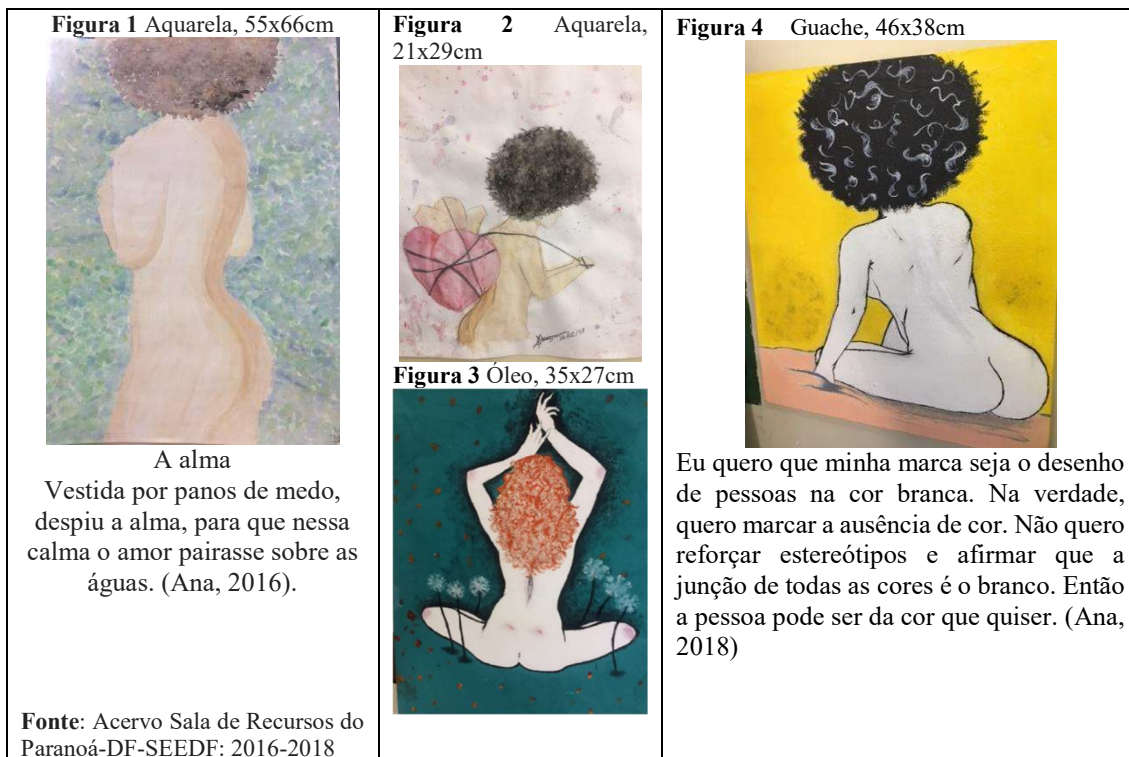 Figura 1 Aquarela, 55x66cm
A alma
Vestida por panos de medo,
despiu a alma, para que nessa
calma o amor pairasse sobre as
águas. (Ana, 2016).
Fonte: Acervo Sala de Recursos do
Paranoá-DF-SEEDF: 2016-2018
Figura 2 Aquarela,
21x29cm
Figura 3 Óleo, 35x27cm
Figura 4 Guache, 46x38cm
Eu quero que minha marca seja o desenho
de pessoas na cor branca. Na verdade,
quero marcar a ausência de cor. Não quero
reforçar estereótipos e afirmar que a
junção de todas as cores é o branco. Então
a pessoa pode ser da cor que quiser. (Ana,
2018)